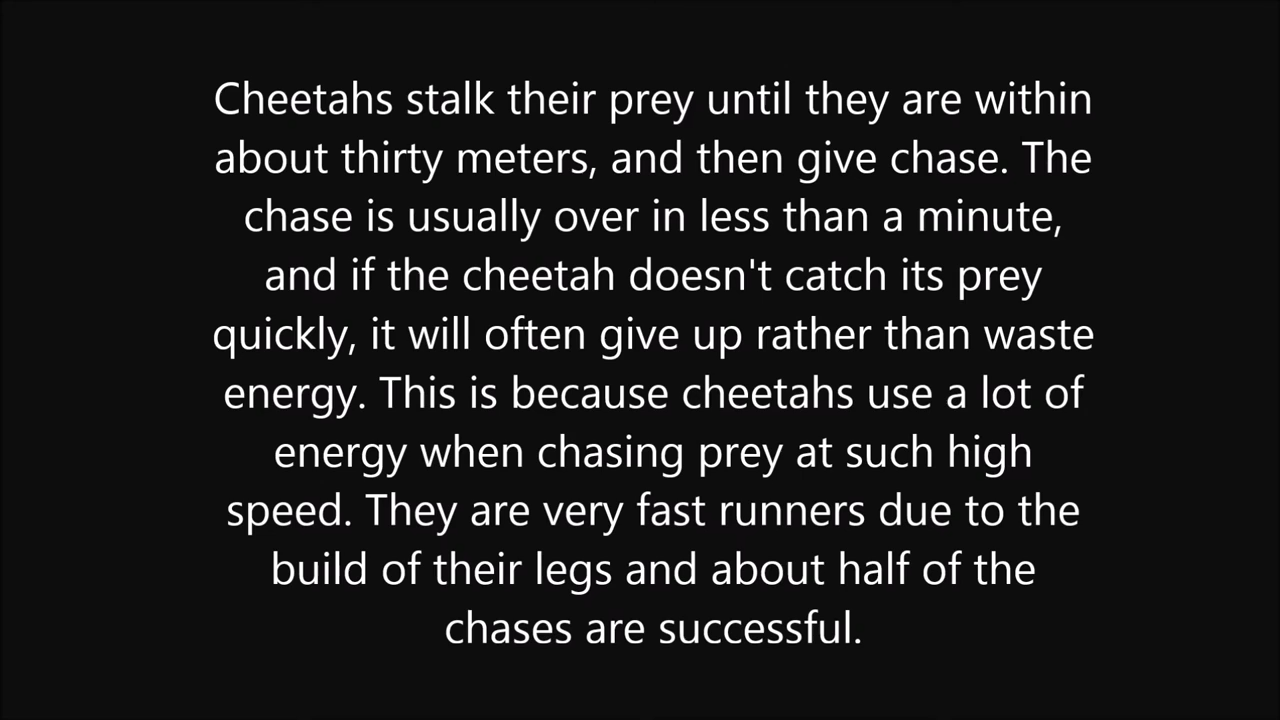 Cheetahs stalk their prey until they are within
about thirty meters, and then give chase. The
chase is usually over in less than a minute,
and if the cheetah doesn't catch its prey
quickly, it will often give up rather than waste
energy. This is because cheetahs use a lot of
energy when chasing prey at such high
speed. They are very fast runners due to the
build of their legs and about half of the
chases are successful.